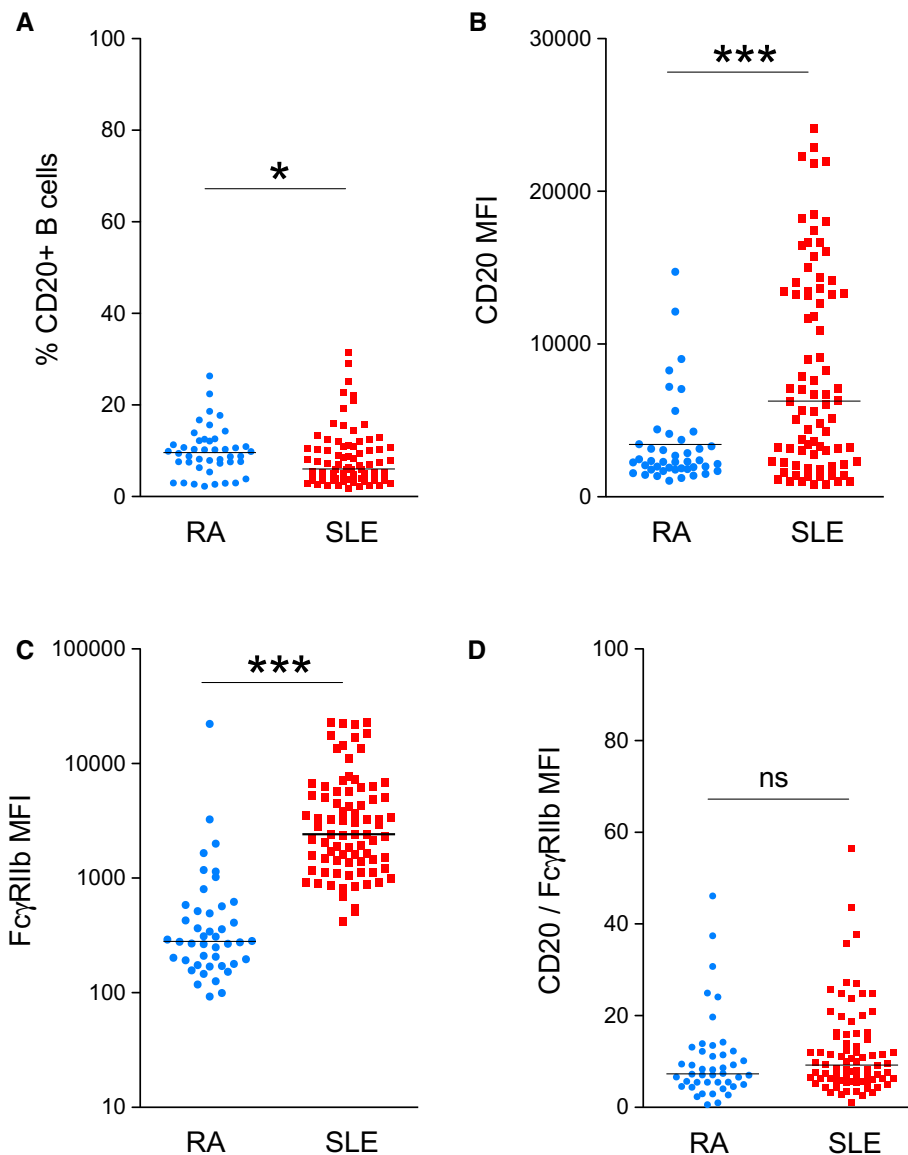 A
% CD20+ B cells
100
80
60
40
20
0
*
RA
SLE
B
CD20 MFI
30000
20000
10000
0
***
RA
SLE
C
FcγRIIb MFI
100000
10000
1000
100
10
***
RA
SLE
D
CD20 / FcγRIIb MFI
100
80
60
40
20
0
ns
RA
SLE